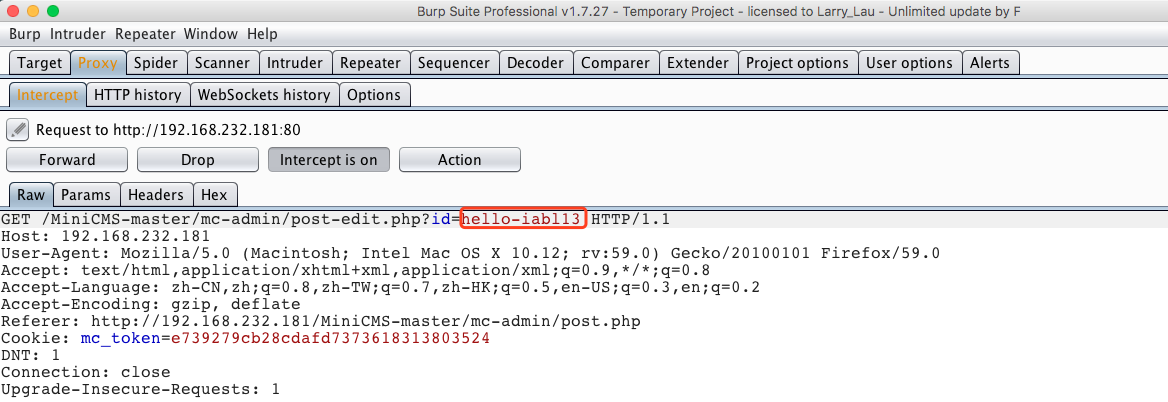 Burp Suite Professional v1.7.27 - Temporary Project - licensed to Larry_Lau - Unlimited update by F
Burp Intruder Repeater Window Help
Target Proxy Spider Scanner Intruder Repeater Sequencer Decoder Comparer Extender Project options User options Alerts
Intercept HTTP history WebSockets history Options
Request to http://192.168.232.181:80
Forward Drop Intercept is on Action
Raw Params Headers Hex
GET /MiniCMS-master/mc-admin/post-edit.php?id=hello-iabl13 HTTP/1.1
Host: 192.168.232.181
User-Agent: Mozilla/5.0 (Macintosh; Intel Mac OS X 10.12; rv:59.0) Gecko/20100101 Firefox/59.0
Accept: text/html,application/xhtml+xml,application/xml;q=0.9,*/*;q=0.8
Accept-Language: zh-CN,zh;q=0.8,zh-TW;q=0.7,zh-HK;q=0.5,en-US;q=0.3,en;q=0.2
Accept-Encoding: gzip, deflate
Referer: http://192.168.232.181/MiniCMS-master/mc-admin/post.php
Cookie: mc_token=e739279cb28cdafd7373618313803524
DNT: 1
Connection: close
Upgrade-Insecure-Requests: 1